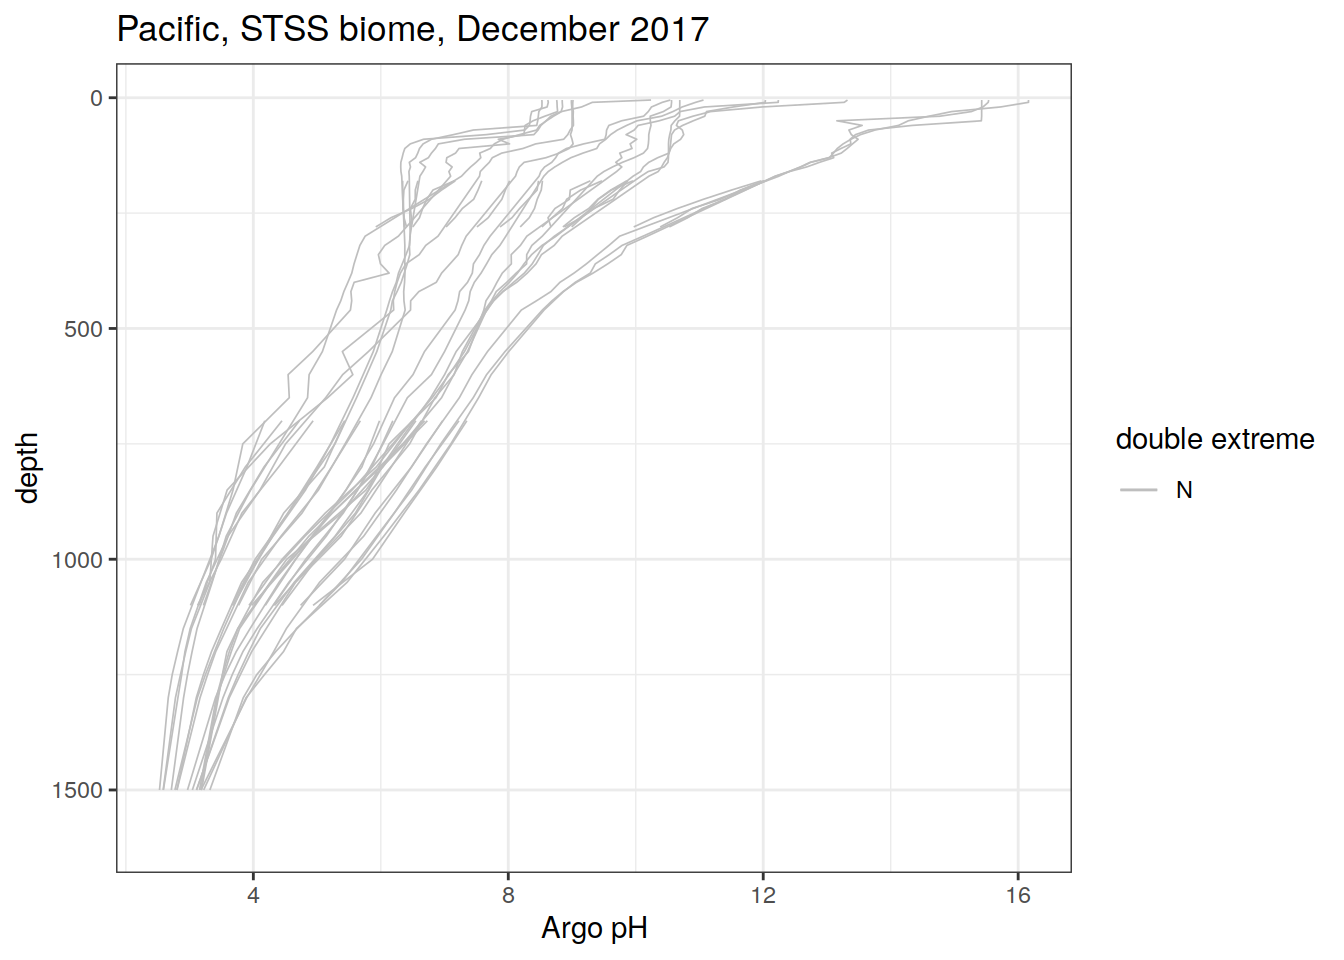 Pacific, STSS biome, December 2017
0
500
1000
1500
depth
4
8
12
16
Argo pH
double extreme
N